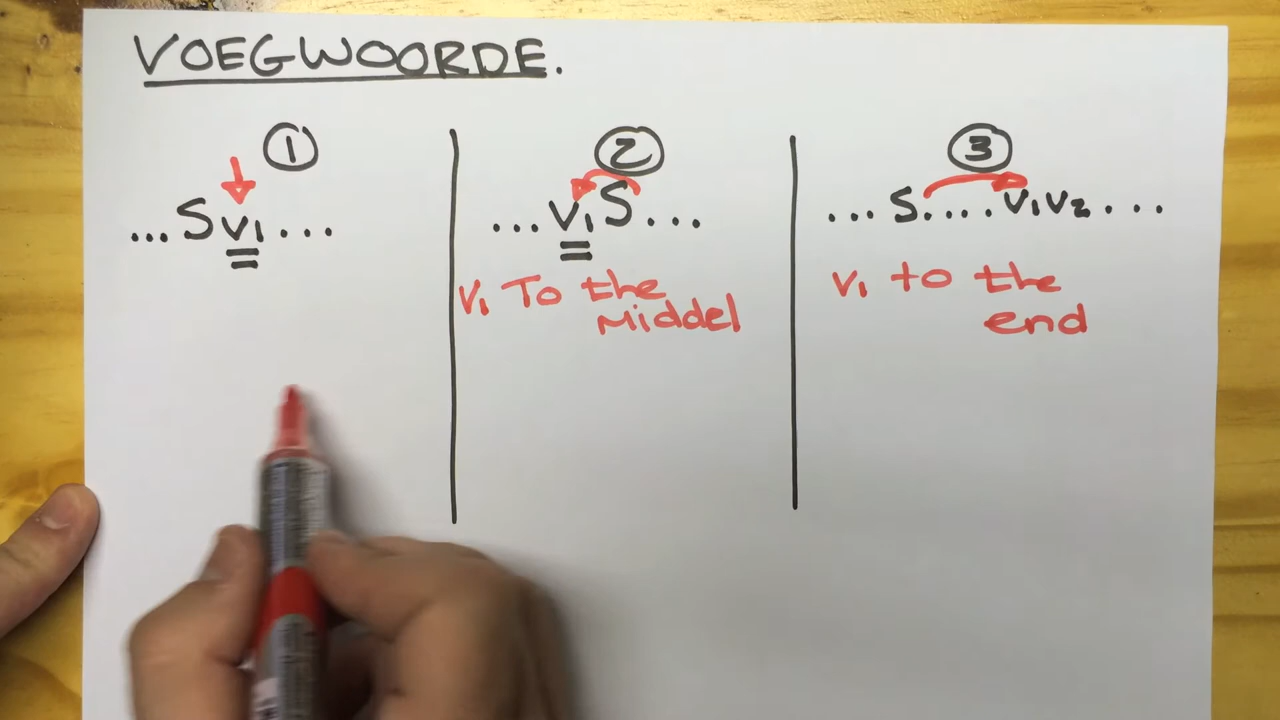 VOEGWOORDE.
1
...Sv1...
2
...v1S...
v1 To the
Middel
3
...S....v1v2...
v1 to the
end